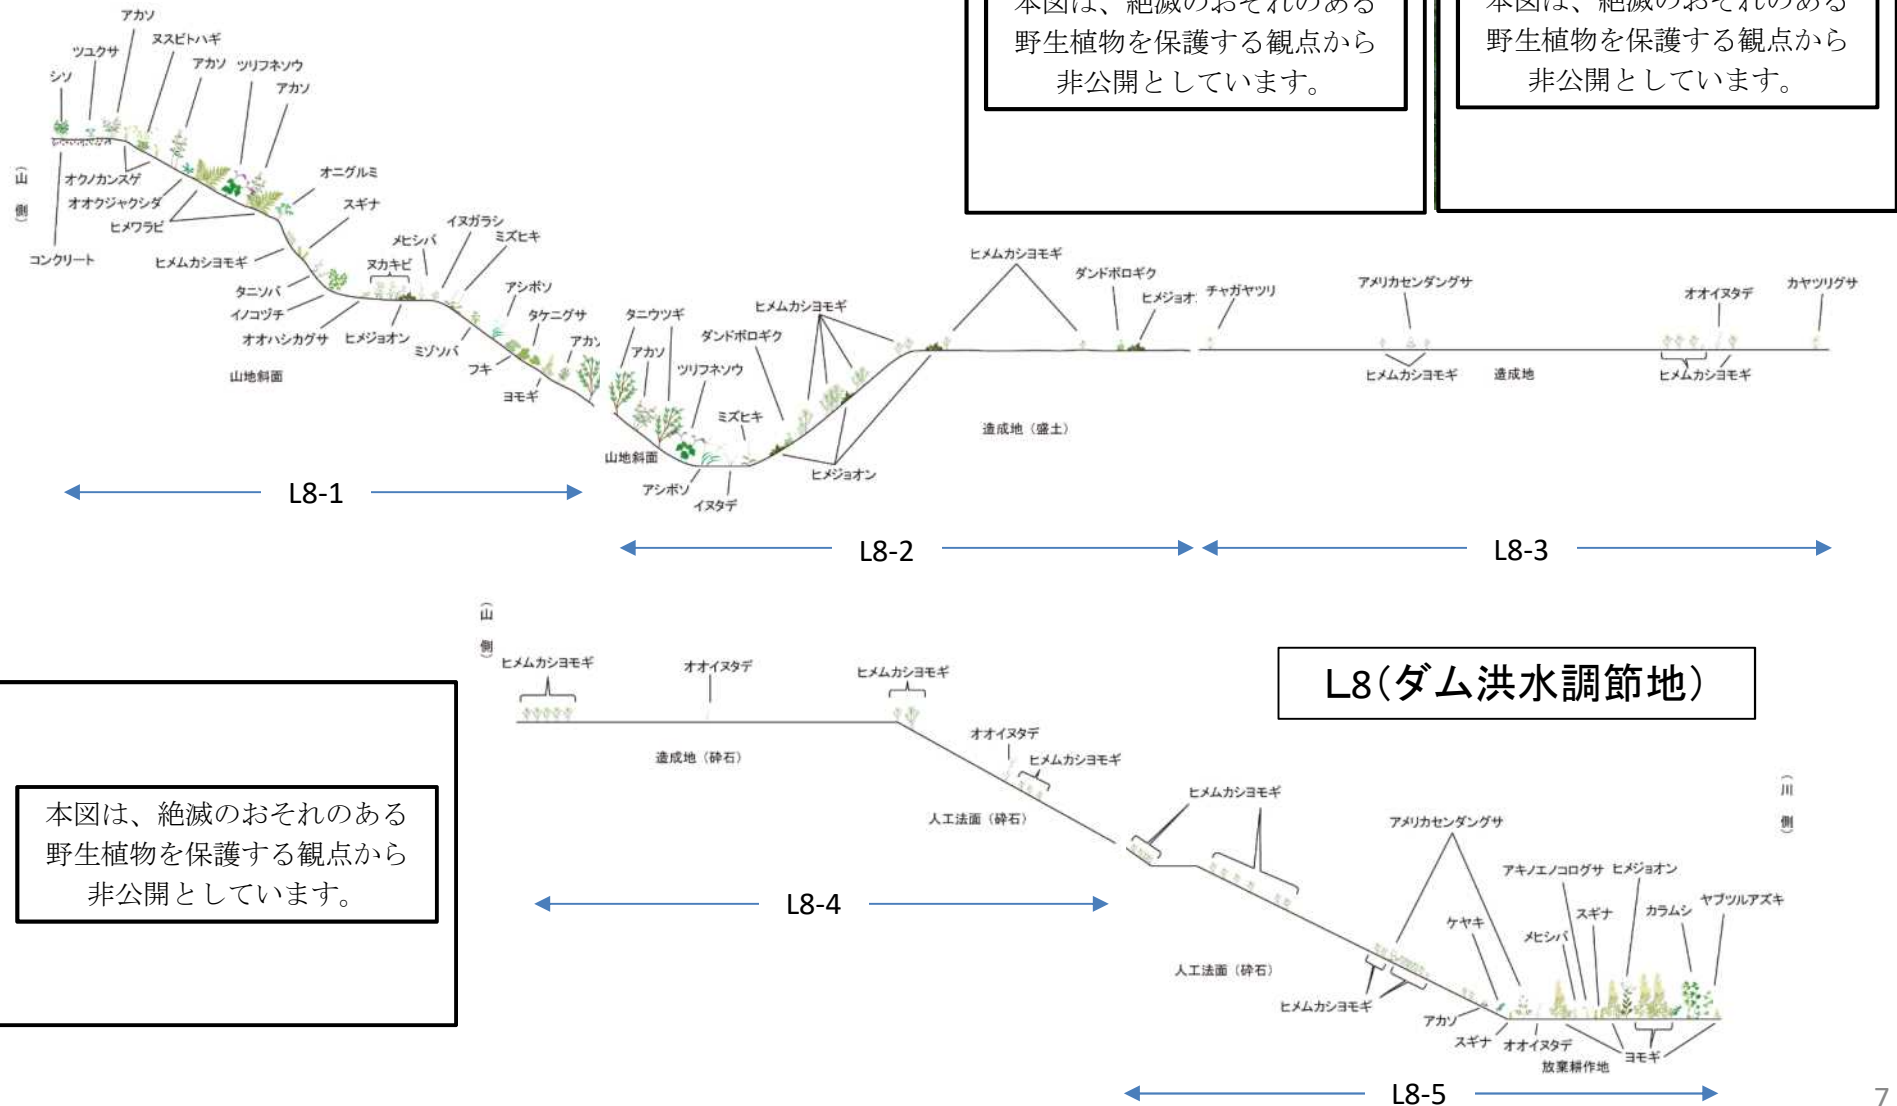 本図は、絶滅のおそれのある
野生植物を保護する観点から
非公開としています。
本図は、絶滅のおそれのある
野生植物を保護する観点から
非公開としています。
シソ
ツユクサ
アカソ
ヌスビトハギ
アカソ
ツリフネソウ
アカソ
(山側)
オクノカンスゲ
オオクジャクシダ
ヒメワラビ
コンクリート
オニグルミ
スギナ
ヒメムカシヨモギ
タニソバ
イノコヅチ
オオハシカグサ
ヌカキビ
メヒシバ
イヌガラシ
ミズヒキ
ヒメジョオン
ミゾソバ
アシボソ
タケニグサ
アカソ
フキ
ヨモギ
山地斜面
タニウツギ
アカソ
ツリフネソウ
ダンドボロギク
ミズヒキ
ヒメムカシヨモギ
ヒメムカシヨモギ
ダンドボロギク
ヒメジョオン
山地斜面
アシボソ
イヌタデ
ヒメジョオン
造成地(盛土)
チャガヤツリ
アメリカセンダングサ
オオイヌタデ
カヤツリグサ
ヒメムカシヨモギ
造成地
ヒメムカシヨモギ
L8-1
L8-2
L8-3
(山側)
ヒメムカシヨモギ
オオイヌタデ
ヒメムカシヨモギ
造成地(砕石)
オオイヌタデ
ヒメムカシヨモギ
人工法面(砕石)
L8(ダム洪水調節地)
本図は、絶滅のおそれのある
野生植物を保護する観点から
非公開としています。
L8-4
ヒメムカシヨモギ
アメリカセンダングサ
(川側)
アキノエノコログサ
ヒメジョオン
ケヤキ
メヒシバ
スギナ
カラムシ
ヤブツルアズキ
人工法面(砕石)
ヒメムカシヨモギ
アカソ
スギナ
オオイヌタデ
ヨモギ
放棄耕作地
L8-5
7